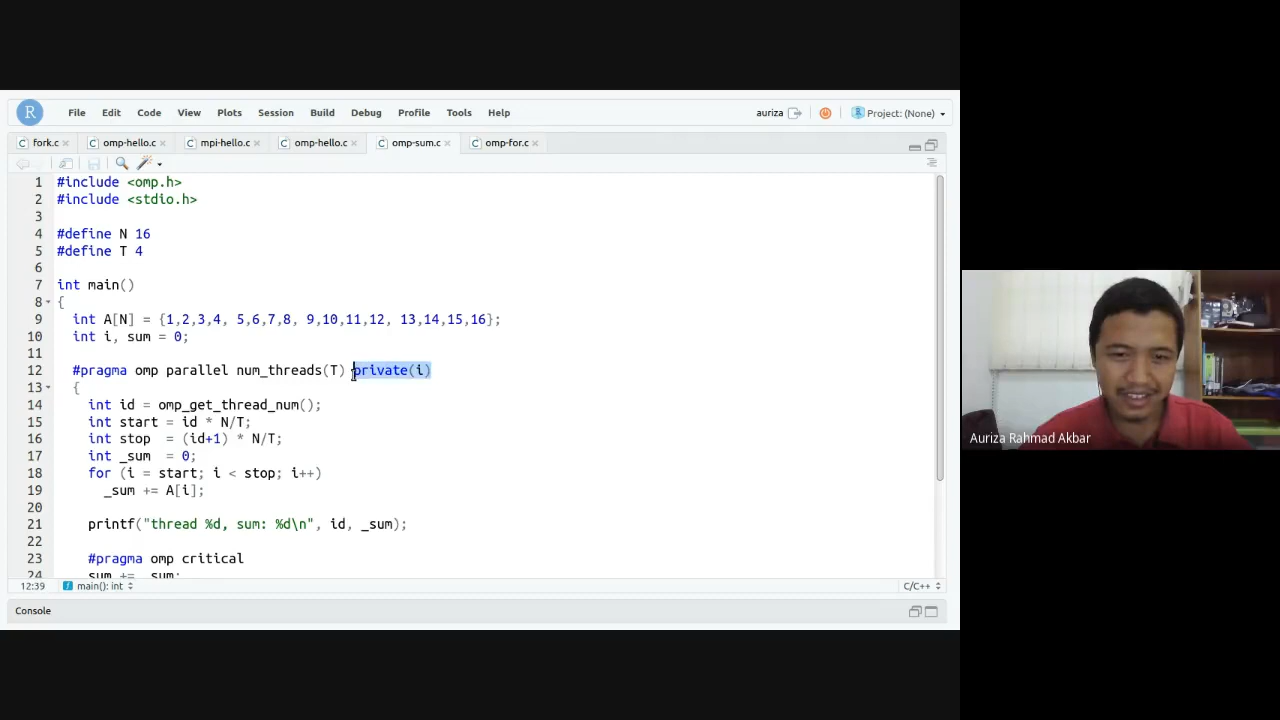 R File Edit Code View Plots Session Build Debug Profile Tools Help auriza R Project: (None)
fork.c × omp-hello.c × mpi-hello.c × omp-hello.c × omp-sum.c × omp-for.c ×
1 #include <omp.h>
2 #include <stdio.h>
3
4 #define N 16
5 #define T 4
6
7 int main()
8 {
9 int A[N] = {1,2,3,4, 5,6,7,8, 9,10,11,12, 13,14,15,16};
10 int i, sum = 0;
11
12 #pragma omp parallel num_threads(T) private(i)
13 {
14 int id = omp_get_thread_num();
15 int start = id * N/T;
16 int stop = (id+1) * N/T;
17 int _sum = 0;
18 for (i = start; i < stop; i++)
19 _sum += A[i];
20
21 printf("thread %d, sum: %d\n", id, _sum);
22
23 #pragma omp critical
24 sum += _sum;
12:39 main(): int C/C++
Console
Auriza Rahmad Akbar